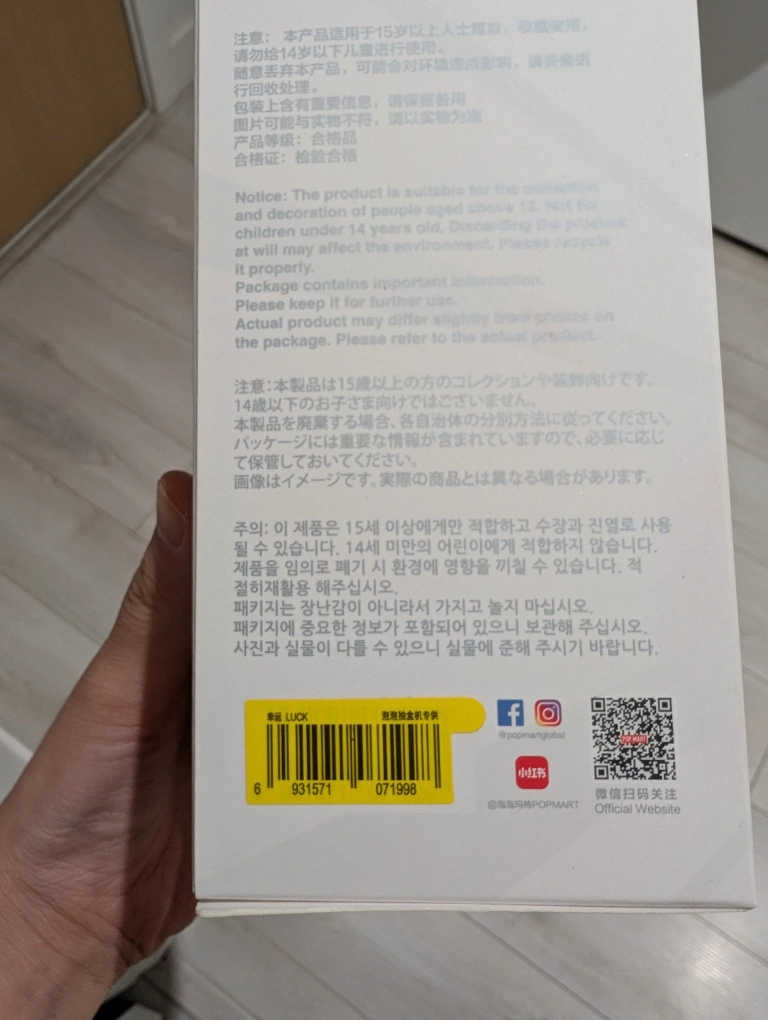 注意：本产品适用于15岁以上人士摆放、收藏使用，
请勿给14岁以下儿童进行使用。
随意丢弃本产品，可能会对环境造成影响，请妥善进
行回收处理。
包装上含有重要信息，请保留备用
图片可能与实物不符，请以实物为准
产品等级：合格品
合格证：检验合格
Notice: The product is suitable for the collection
and decoration of people aged above 15. Not for
children under 14 years old. Discarding the product
at will may affect the environment. Please recycle
it properly.
Package contains important information.
Please keep it for further use.
Actual product may differ slightly from photos on
the package. Please refer to the actual product.
注意：本製品は15歳以上の方のコレクションや装飾向けです。
14歳以下のお子さま向けではございません。
本製品を廃棄する場合、各自治体の分別方法に従ってください。
パッケージには重要な情報が含まれていますので、必要に応じ
て保管しておいてください。
画像はイメージです。実際の商品とは異なる場合があります。
주의: 이 제품은 15세 이상에게만 적합하고 수장과 진열로 사용
될 수 있습니다. 14세 미만의 어린이에게 적합하지 않습니다.
제품을 임의로 폐기 시 환경에 영향을 끼칠 수 있습니다. 적
절히재활용 해주십시오.
패키지는 장난감이 아니라서 가지고 놀지 마십시오.
패키지에 중요한 정보가 포함되어 있으니 보관해 주십시오.
사진과 실물이 다를 수 있으니 실물에 준해 주시기 바랍니다.
幸运 LUCK 泡泡抽盒机专供
6 931571 071998
@popmartglobal
小红书
@泡泡玛特POPMART
POP MART
微信扫码关注
Official Website